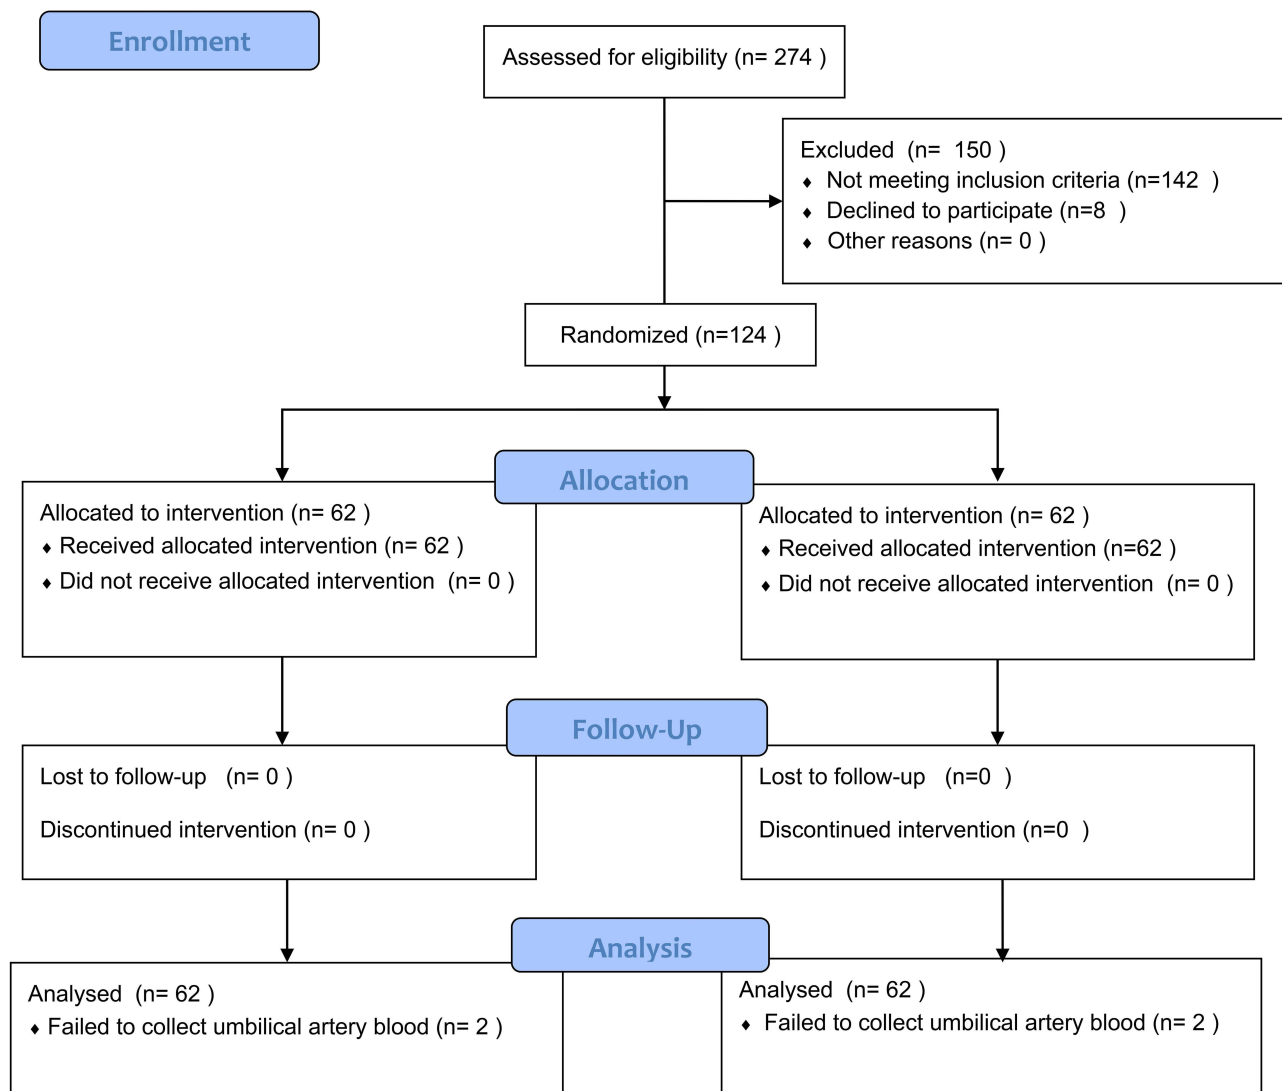 Enrollment
Assessed for eligibility (n= 274 )
Excluded (n= 150 )
♦ Not meeting inclusion criteria (n=142 )
♦ Declined to participate (n=8 )
♦ Other reasons (n= 0 )
Randomized (n=124 )
Allocation
Allocated to intervention (n= 62 )
♦ Received allocated intervention (n= 62 )
♦ Did not receive allocated intervention (n= 0 )
Allocated to intervention (n= 62 )
♦ Received allocated intervention (n=62 )
♦ Did not receive allocated intervention (n= 0 )
Follow-Up
Lost to follow-up (n= 0 )
Discontinued intervention (n= 0 )
Lost to follow-up (n=0 )
Discontinued intervention (n=0 )
Analysis
Analysed (n= 62 )
♦ Failed to collect umbilical artery blood (n= 2 )
Analysed (n= 62 )
♦ Failed to collect umbilical artery blood (n= 2 )